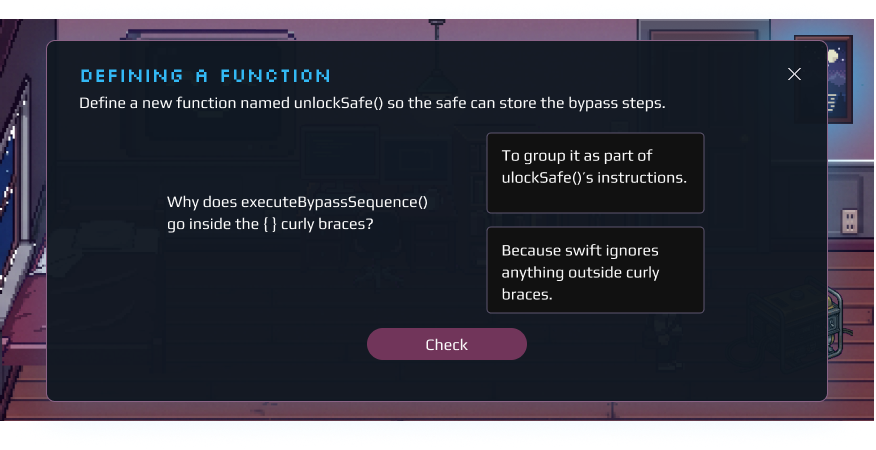 DEFINING A FUNCTION
Define a new function named unlockSafe() so the safe can store the bypass steps.
Why does executeBypassSequence()
go inside the { } curly braces?
To group it as part of
ulockSafe()'s instructions.
Because swift ignores
anything outside curly
braces.
Check